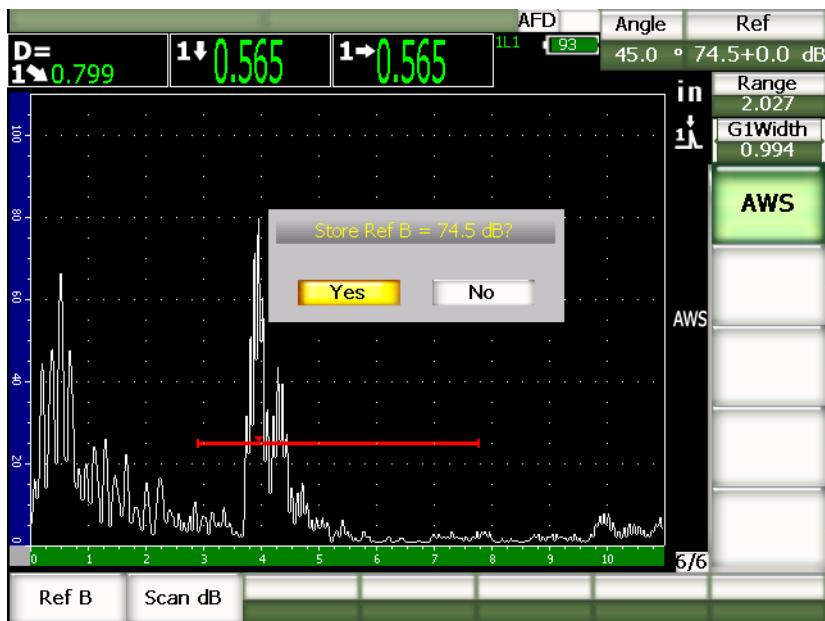 AFD Angle Ref
D=
1 0.799 1 0.565 1 0.565 1L1 93 45.0 ° 74.5+0.0 dB
in Range
2.027
1 G1Width
0.994
100
AWS
80
Store Ref B = 74.5 dB?
Yes No
60
AWS
40
20
0
0 1 2 3 4 5 6 7 8 9 10 6/6
Ref B Scan dB